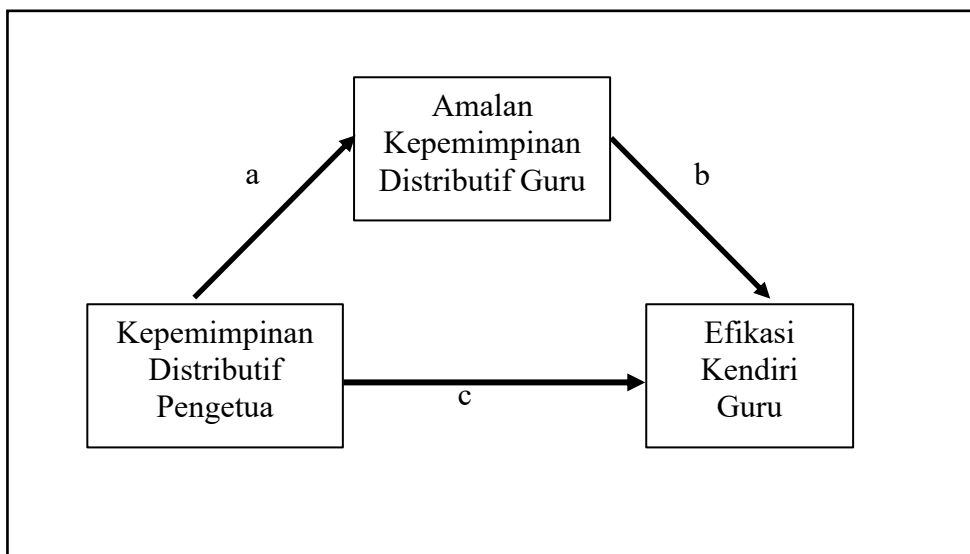 Amalan
Kepemimpinan
Distributif Guru
a
b
Kepemimpinan
Distributif
Pengetua
c
Efikasi
Kendiri
Guru